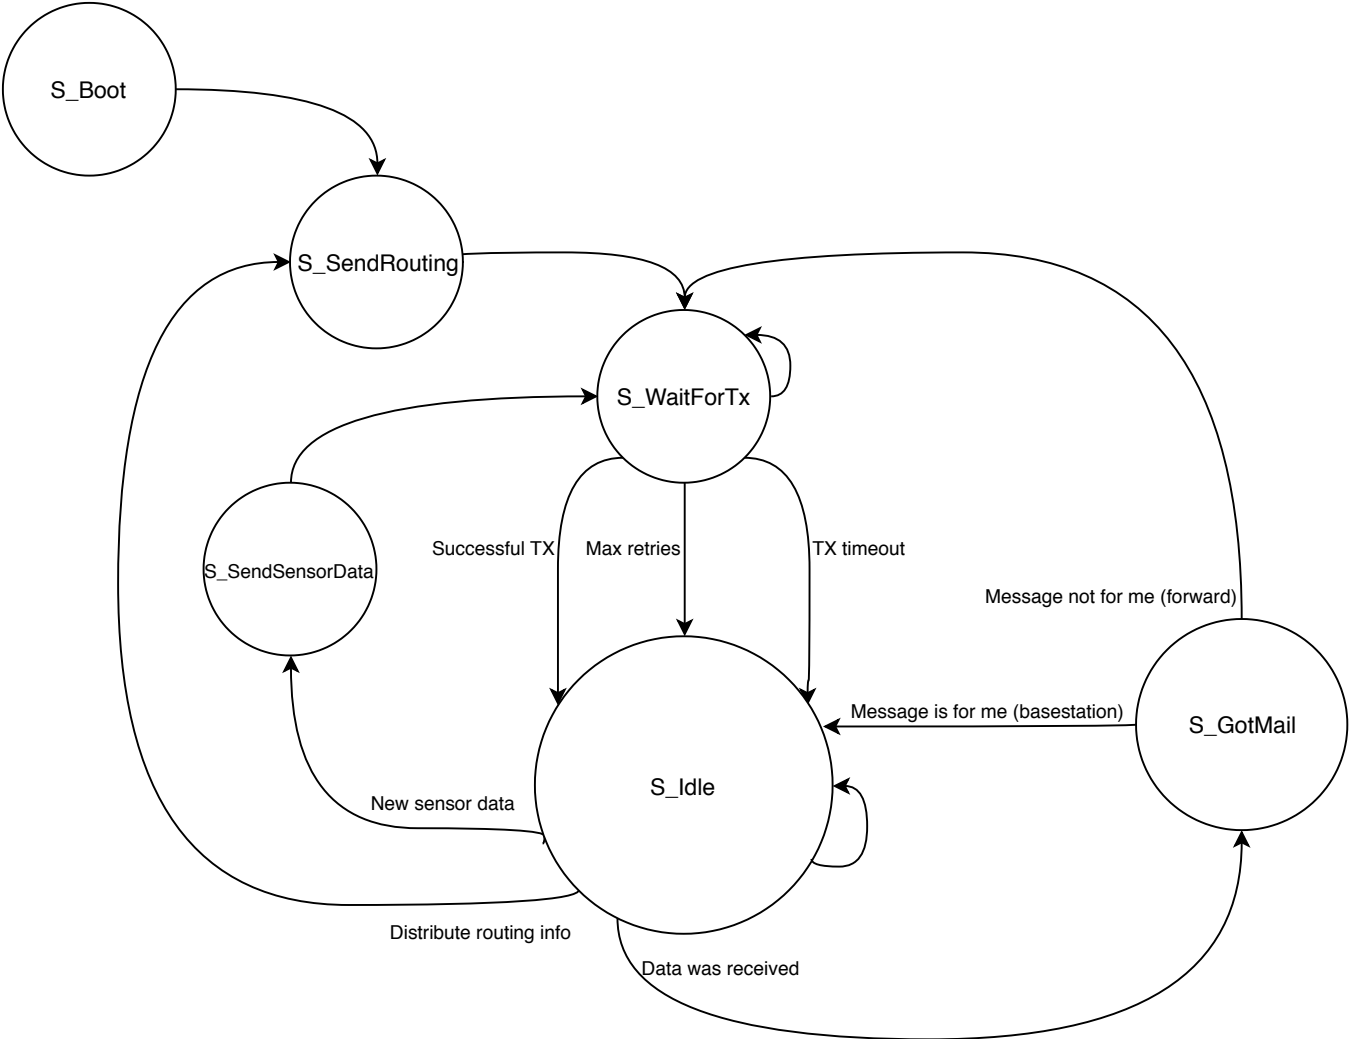 S_Boot
S_SendRouting
S_WaitForTx
Successful TX
Max retries
TX timeout
S_SendSensorData
Message not for me (forward)
Message is for me (basestation)
S_GotMail
S_Idle
New sensor data
Distribute routing info
Data was received